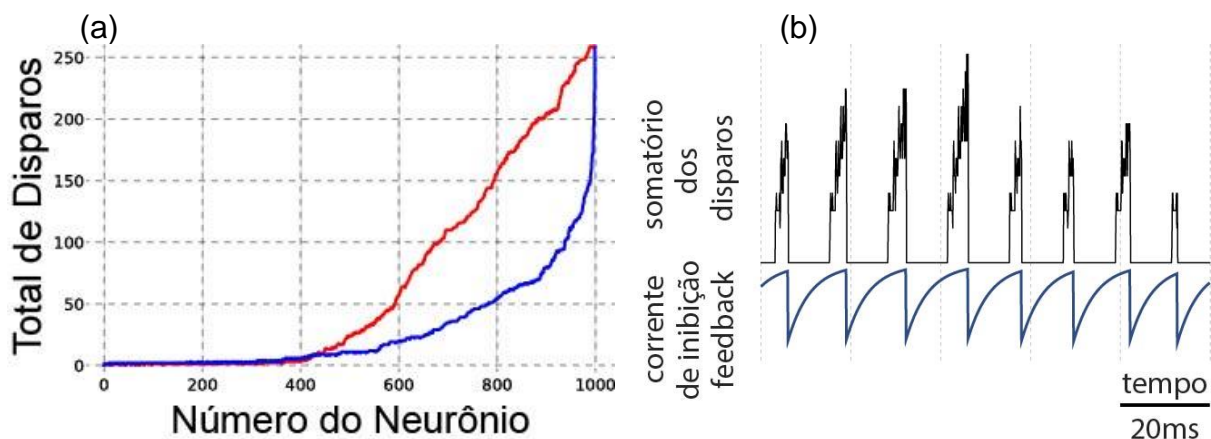 (a)
250
200
150
100
50
0
Total de Disparos
0 200 400 600 800 1000
Número do Neurônio
(b)
somatório
dos
disparos
corrente
de inibição
feedback
tempo
20ms